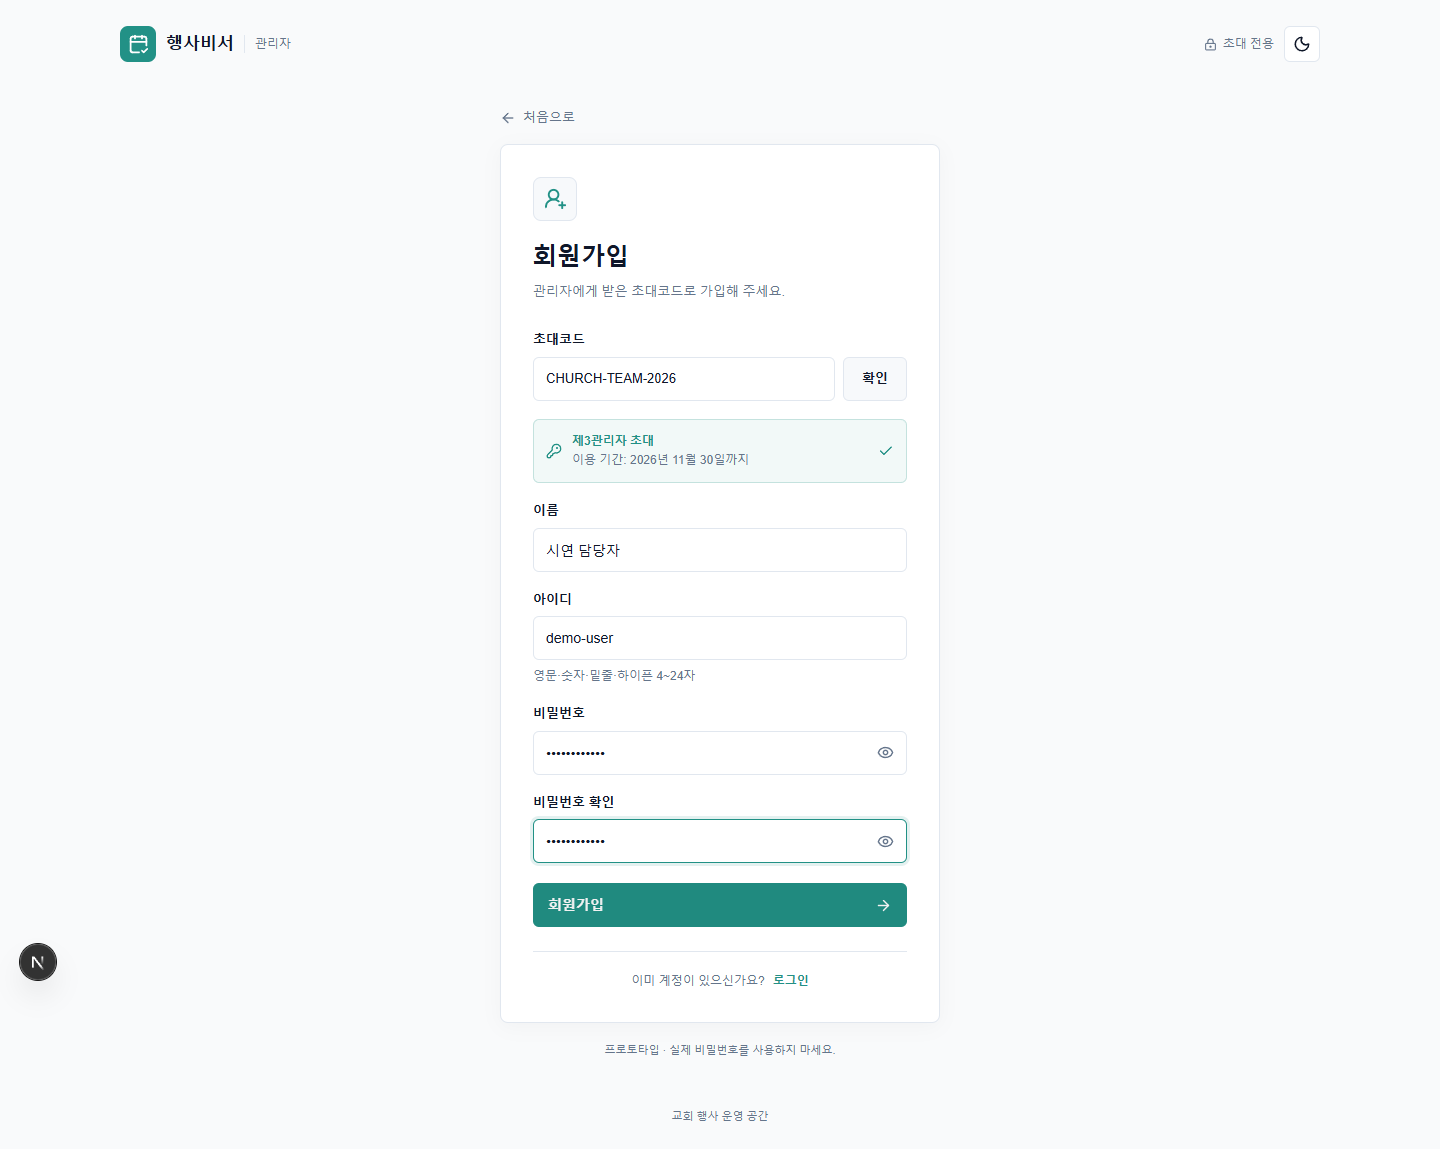 행사비서
관리자
초대 전용
처음으로
회원가입
관리자에게 받은 초대코드로 가입해 주세요.
초대코드
CHURCH-TEAM-2026
확인
제3관리자 초대
이용 기간: 2026년 11월 30일까지
이름
시연 담당자
아이디
demo-user
영문·숫자·밑줄·하이픈 4~24자
비밀번호
••••••••••••
비밀번호 확인
••••••••••••
회원가입
N
이미 계정이 있으신가요? 로그인
프로토타입 · 실제 비밀번호를 사용하지 마세요.
교회 행사 운영 공간